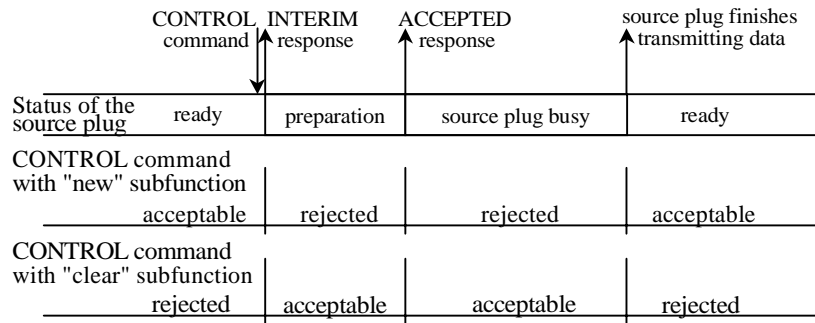 CONTROL command
INTERIM response
ACCEPTED response
source plug finishes transmitting data
Status of the source plug
ready preparation source plug busy ready
CONTROL command
with "new" subfunction
acceptable rejected rejected acceptable
CONTROL command
with "clear" subfunction
rejected acceptable acceptable rejected